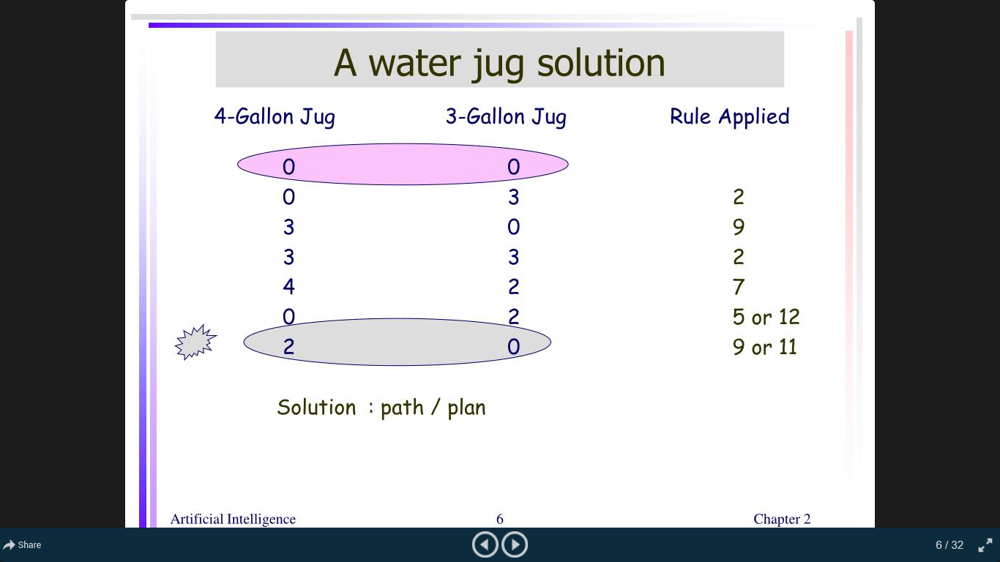 A water jug solution
4-Gallon Jug 3-Gallon Jug Rule Applied
0 0
0 3 2
3 0 9
3 3 2
4 2 7
0 2 5 or 12
2 0 9 or 11
Solution : path / plan
Artificial Intelligence 6 Chapter 2
Share 6 / 32